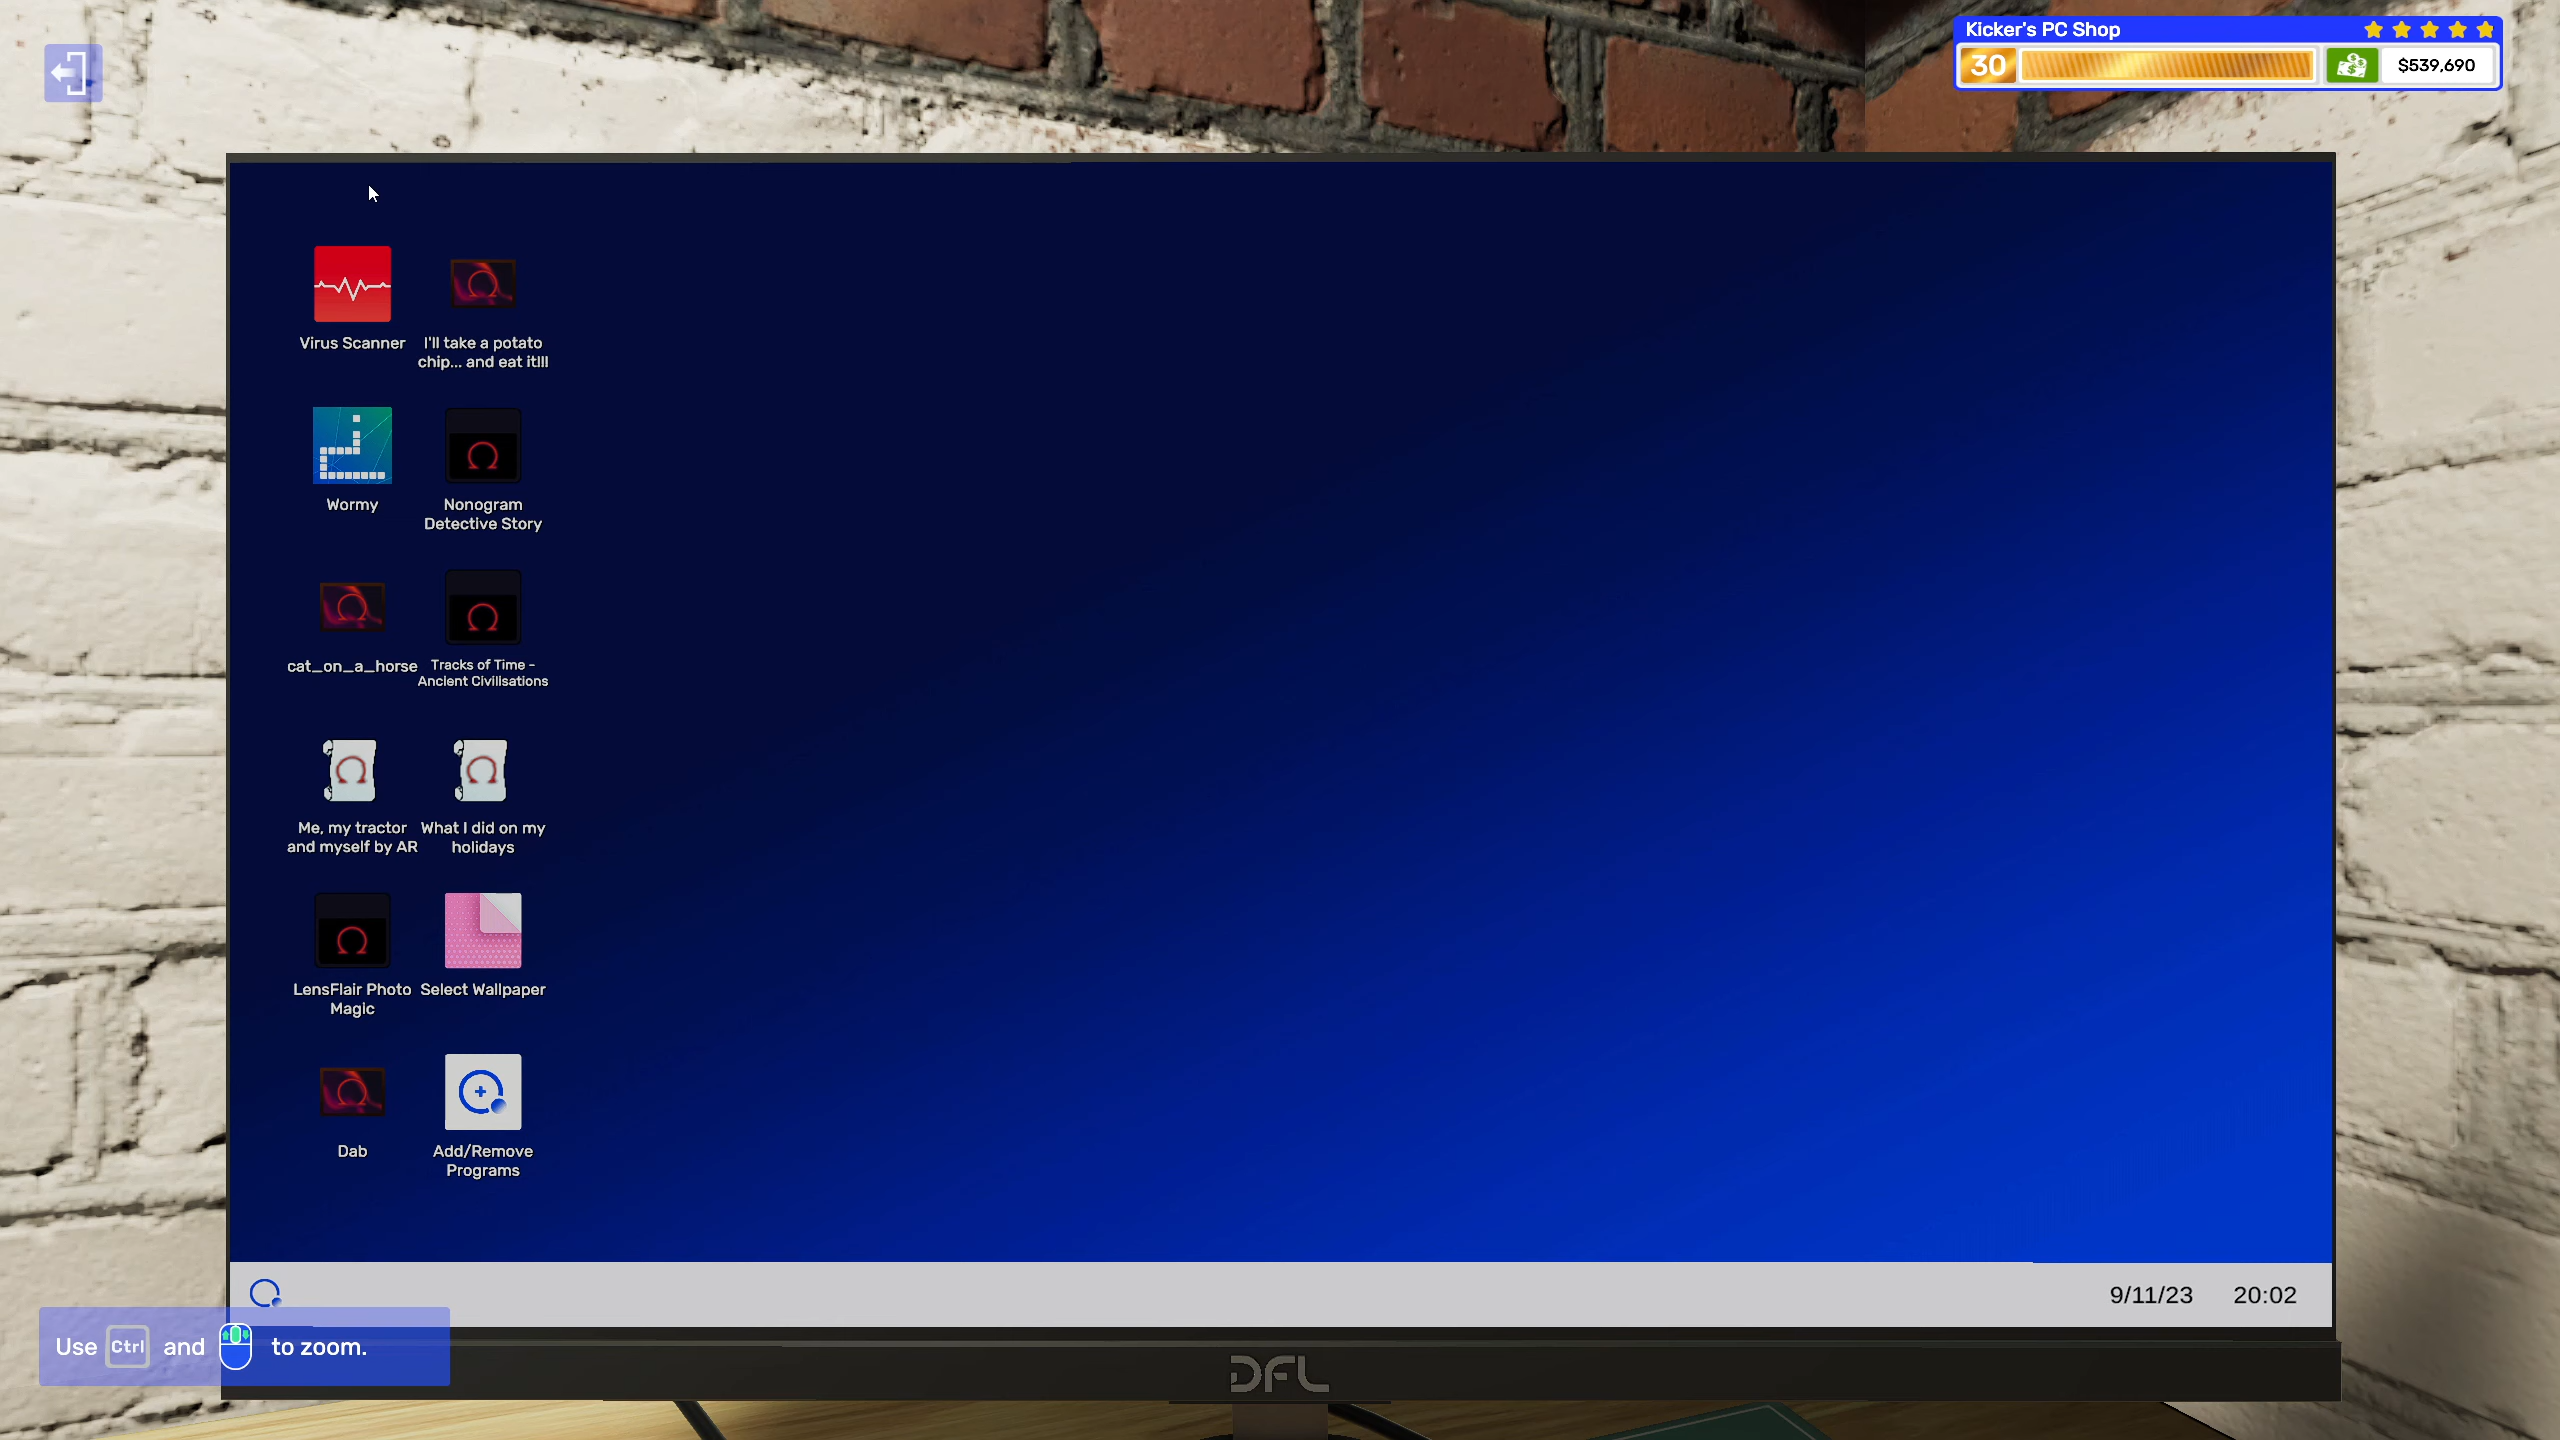 Kicker's PC Shop
30
$539,690
Virus Scanner
I'll take a potato
chip... and eat it!!!
Wormy
Nonogram
Detective Story
cat_on_a_horse
Tracks of Time -
Ancient Civilisations
Me, my tractor
and myself by AR
What I did on my
holidays
LensFlair Photo
Magic
Select Wallpaper
Dab
Add/Remove
Programs
9/11/23 20:02
Use Ctrl and to zoom.
DFL